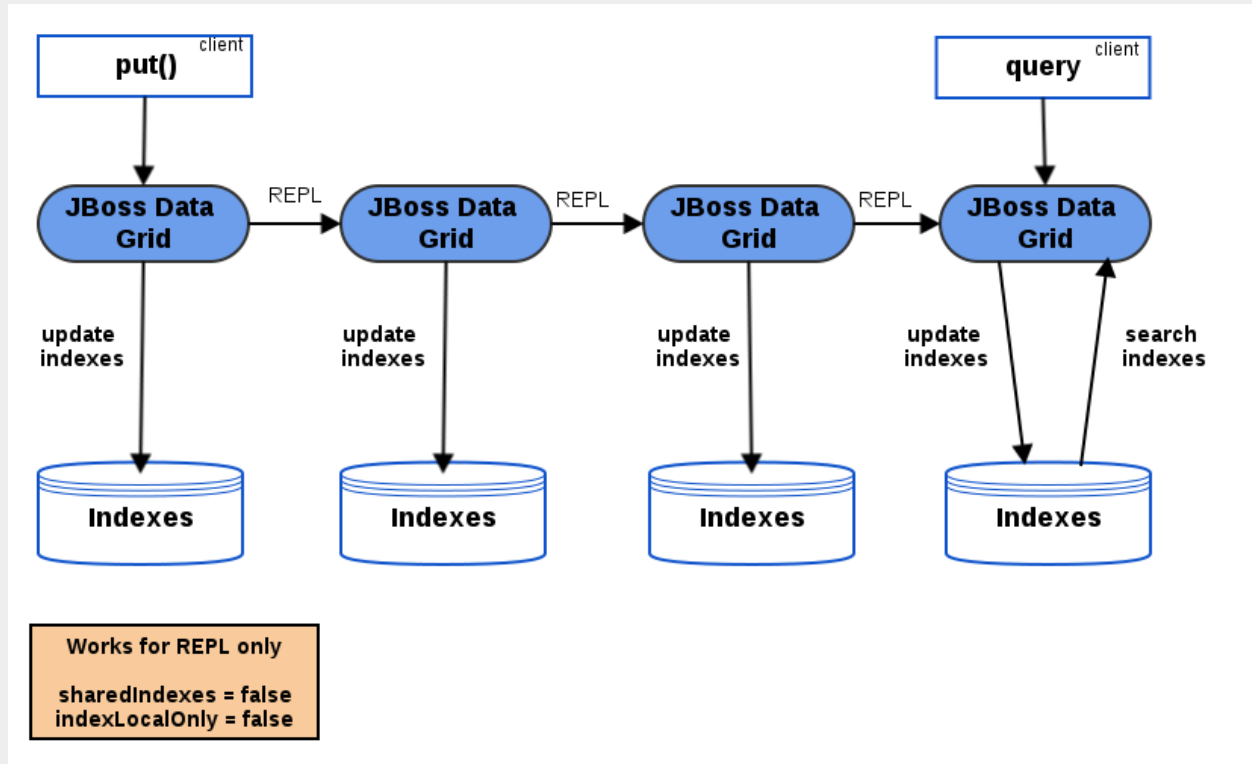 client
put()
client
query
JBoss Data
Grid
REPL
JBoss Data
Grid
REPL
JBoss Data
Grid
REPL
JBoss Data
Grid
update
indexes
update
indexes
update
indexes
update
indexes
search
indexes
Indexes
Indexes
Indexes
Indexes
Works for REPL only
sharedIndexes = false
indexLocalOnly = false